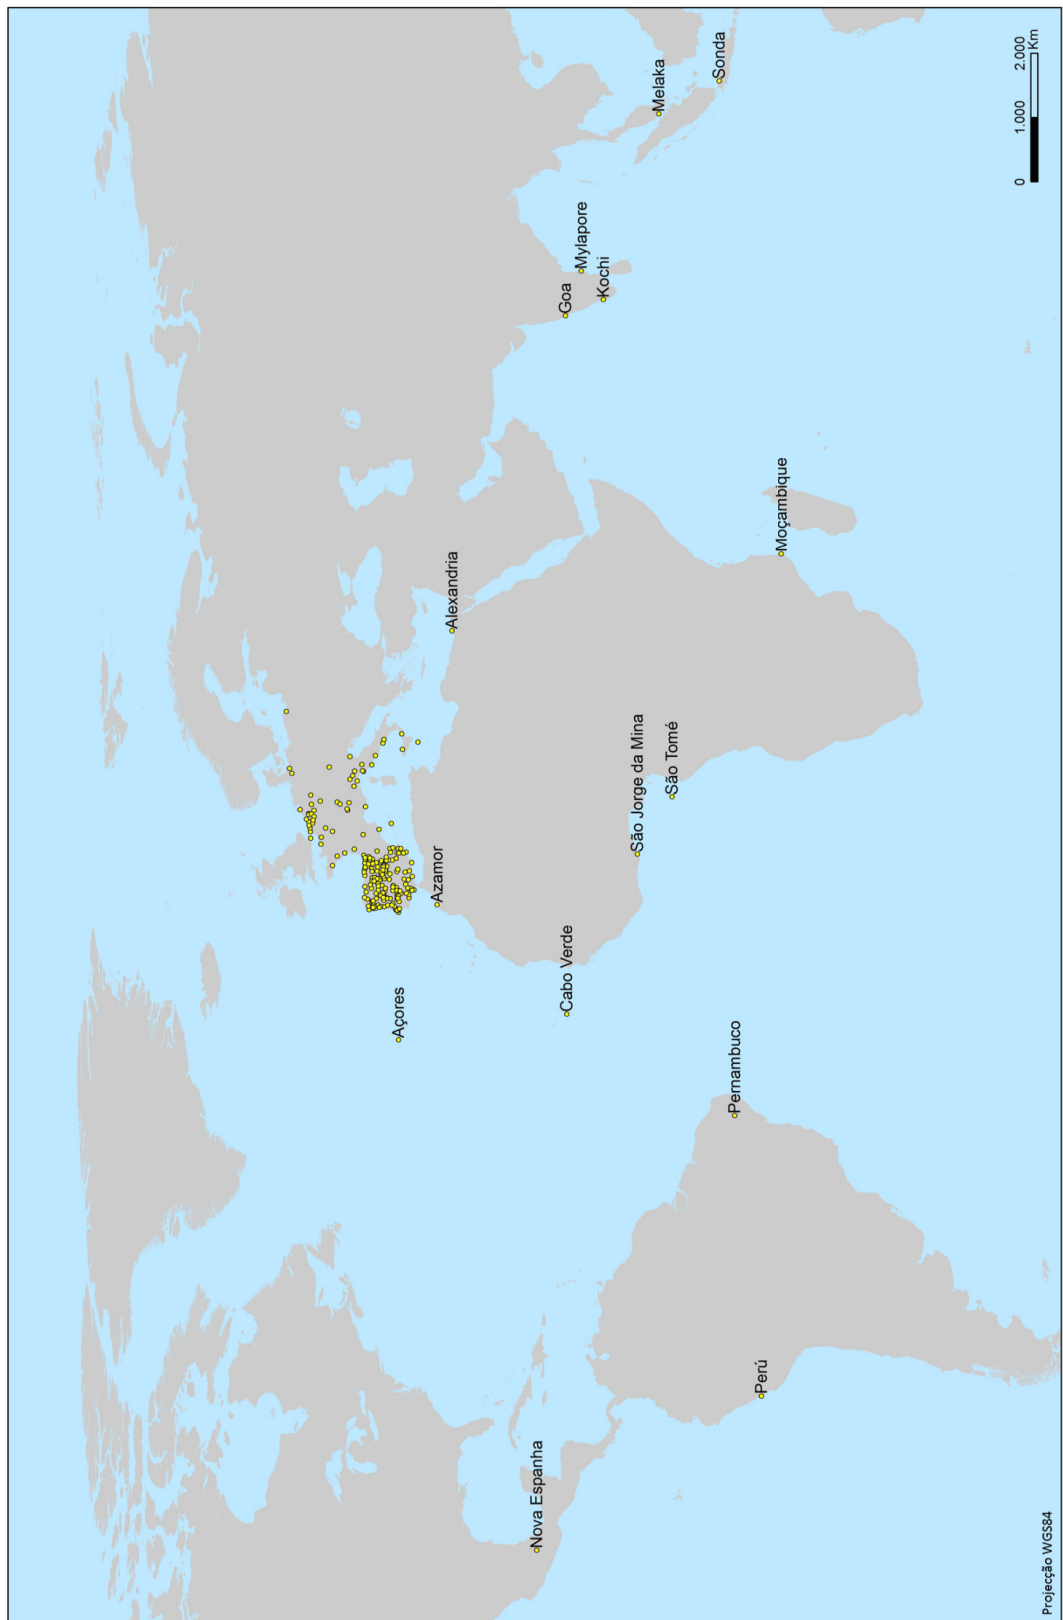 Açores
Azamor
Alexandria
Nova Espanha
Cabo Verde
Goa
Mylapore
Kochi
São Jorge da Mina
Melaka
São Tomé
Sonda
Pernambuco
Perú
Moçambique
0 1.000 2.000
Km
Projecção WGS84